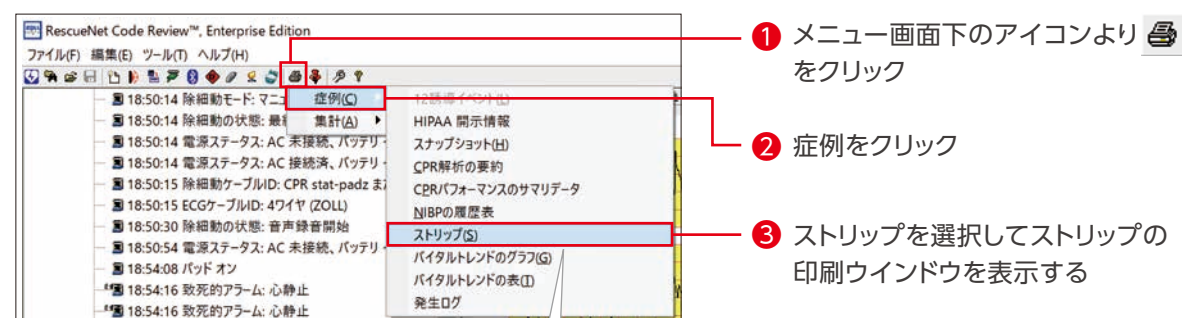 RescueNet Code Review™, Enterprise Edition
ファイル(F) 編集(E) ツール(T) ヘルプ(H)
18:50:14 除細動モード: マニュ
18:50:14 除細動の状態: 最
18:50:14 電源ステータス: AC 未接続、バッテリ
18:50:14 電源ステータス: AC 接続済、バッテリ
18:50:15 除細動ケーブルID: CPR stat-padz ま
18:50:15 ECGケーブルID: 4ワイヤ (ZOLL)
18:50:30 除細動の状態: 音声録音開始
18:50:54 電源ステータス: AC 未接続、バッテリ
18:54:08 パッド オン
18:54:16 致死的アラーム: 心静止
18:54:16 致死的アラーム: 心静止
症例(C)
集計(A)
12誘導イベント(L)
HIPAA 開示情報
スナップショット(H)
CPR解析の要約
CPRパフォーマンスのサマリデータ
NIBPの履歴表
ストリップ(S)
バイタルトレンドのグラフ(G)
バイタルトレンドの表(T)
発生ログ
1 メニュー画面下のアイコンより
をクリック
2 症例をクリック
3 ストリップを選択してストリップの
印刷ウインドウを表示する